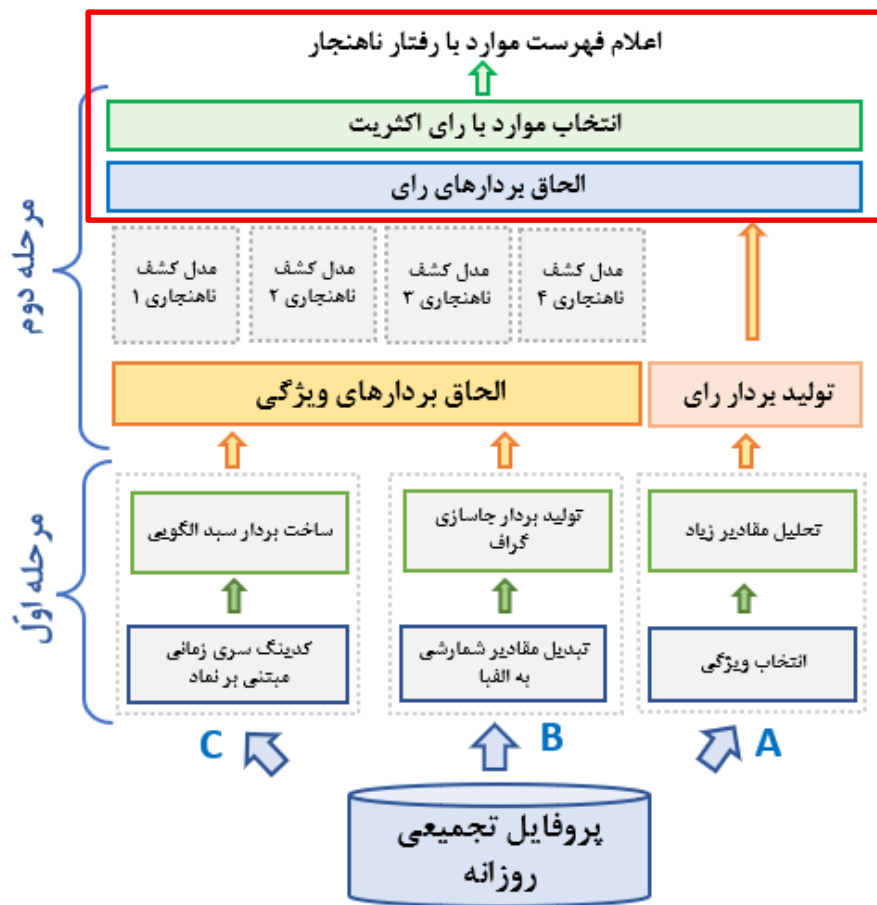 اعلام فهرست موارد با رفتار ناهنجار
انتخاب موارد با رای اکثریت
الحاق بردارهای رای
مرحله دوم
مدل کشف
ناهنجاری ۴
مدل کشف
ناهنجاری ۳
مدل کشف
ناهنجاری ۲
مدل کشف
ناهنجاری ۱
تولید بردار رای
الحاق بردارهای ویژگی
مرحله اوّل
تحلیل مقادیر زیاد
تولید بردار جاسازی
گراف
ساخت بردار سبد الگویی
انتخاب ویژگی
تبدیل مقادیر شمارشی
به الفبا
کدینگ سری زمانی
مبتنی بر نماد
A
B
C
پروفایل تجمیعی
روزانه